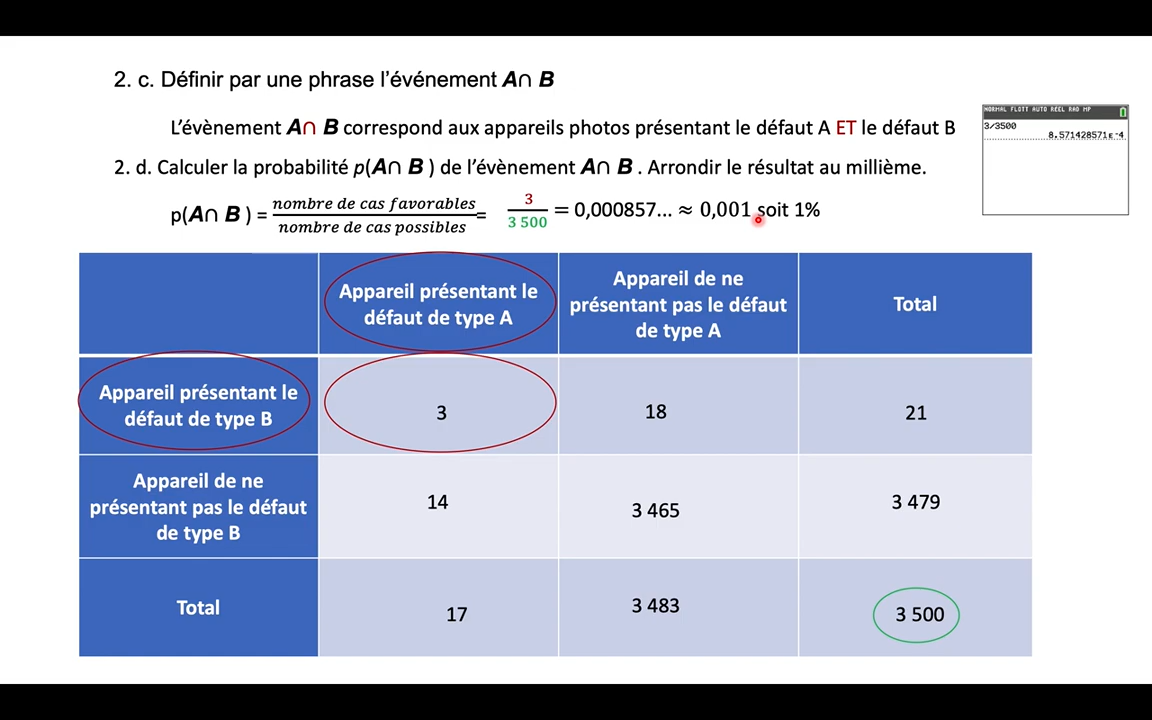 2. c. Définir par une phrase l'événement A∩ B
L'évènement A∩ B correspond aux appareils photos présentant le défaut A ET le défaut B
2. d. Calculer la probabilité p(A∩ B ) de l'évènement A∩ B . Arrondir le résultat au millième.
p(A∩ B ) = nombre de cas favorables / nombre de cas possibles = 3 / 3 500 = 0,000857... ≈ 0,001 soit 1%
NORMAL FLOTT AUTO REEL RAD MP
3/3500
8.571428571E-4
Appareil présentant le
défaut de type A
Appareil de ne
présentant pas le défaut
de type A
Total
Appareil présentant le
défaut de type B
3
18
21
Appareil de ne
présentant pas le défaut
de type B
14
3 465
3 479
Total
17
3 483
3 500